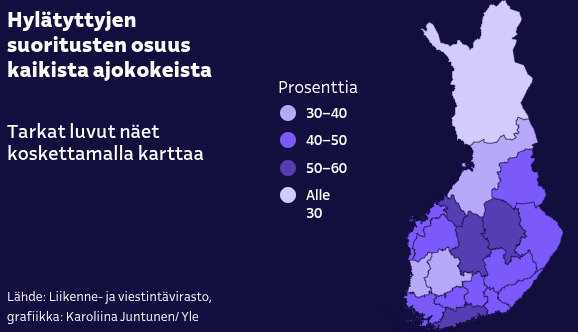 Hylätyttyjen
suoritusten osuus
kaikista ajokokeista
Tarkat luvut näet
koskettamalla karttaa
Prosenttia
30–40
40–50
50–60
Alle
30
Lähde: Liikenne- ja viestintävirasto,
grafiikka: Karoliina Juntunen/ Yle